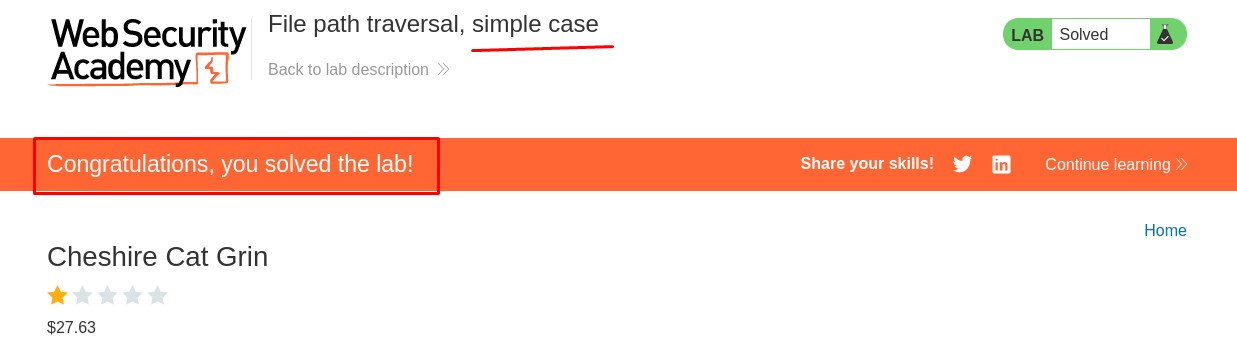 Web Security
Academy
File path traversal, simple case
Back to lab description
LAB Solved
Congratulations, you solved the lab!
Share your skills!
Continue learning
Home
Cheshire Cat Grin
$27.63